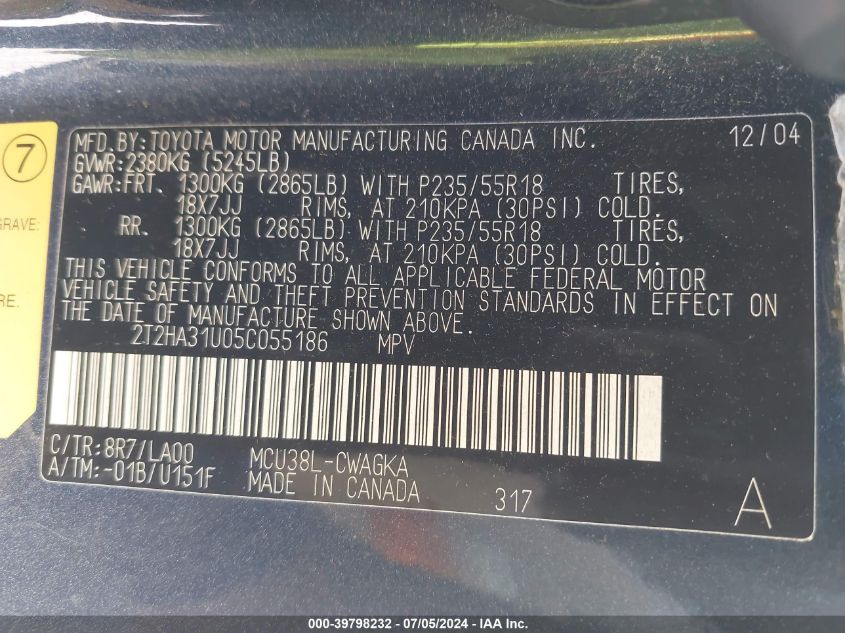 7
GRAVE:
RE.
MFD.BY:TOYOTA MOTOR MANUFACTURING CANADA INC. 12/04
GVWR:2380KG (5245LB)
GAWR:FRT. 1300KG (2865LB) WITH P235/55R18 TIRES,
18X7JJ RIMS, AT 210KPA (30PSI) COLD.
RR. 1300KG (2865LB) WITH P235/55R18 TIRES,
18X7JJ RIMS, AT 210KPA (30PSI) COLD.
THIS VEHICLE CONFORMS TO ALL APPLICABLE FEDERAL MOTOR
VEHICLE SAFETY AND THEFT PREVENTION STANDARDS IN EFFECT ON
THE DATE OF MANUFACTURE SHOWN ABOVE.
2T2HA31U05C055186 MPV
C/TR:8R7/LA00 MCU38L-CWAGKA
A/TM:-01B/U151F MADE IN CANADA 317 A
000-39798232 - 07/05/2024 - IAA Inc.